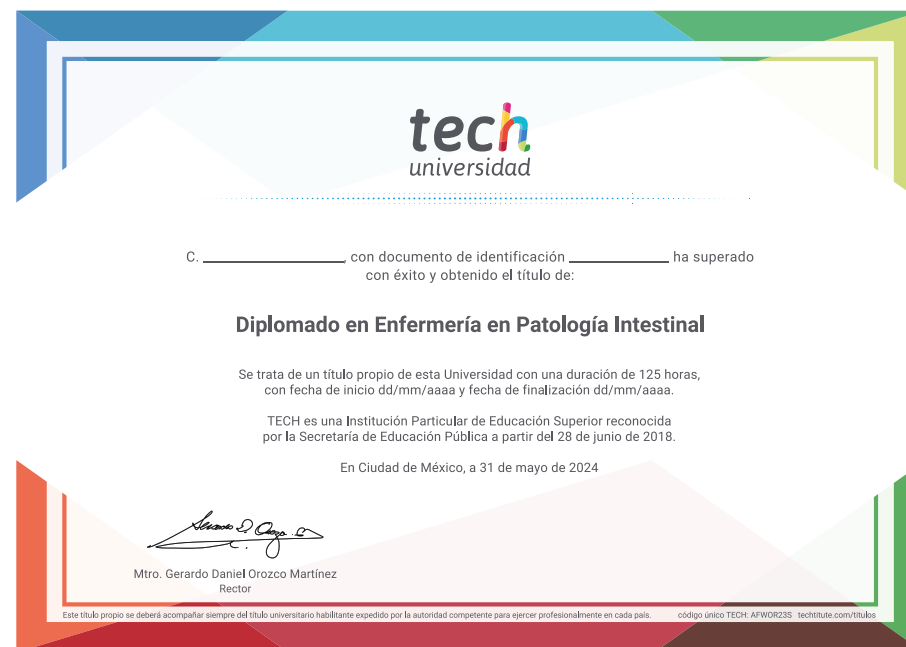 tech
universidad
C. ____________, con documento de identificación ____________ ha superado
con éxito y obtenido el título de:
Diplomado en Enfermería en Patología Intestinal
Se trata de un título propio de esta Universidad con una duración de 125 horas,
con fecha de inicio dd/mm/aaaa y fecha de finalización dd/mm/aaaa.
TECH es una Institución Particular de Educación Superior reconocida
por la Secretaría de Educación Pública a partir del 28 de junio de 2018.
En Ciudad de México, a 31 de mayo de 2024
Mtro. Gerardo Daniel Orozco Martínez
Rector
Este título propio se deberá acompañar siempre del título universitario habilitante expedido por la autoridad competente para ejercer profesionalmente en cada país. código único TECH: AFWOR23S techtitute.com/titulos